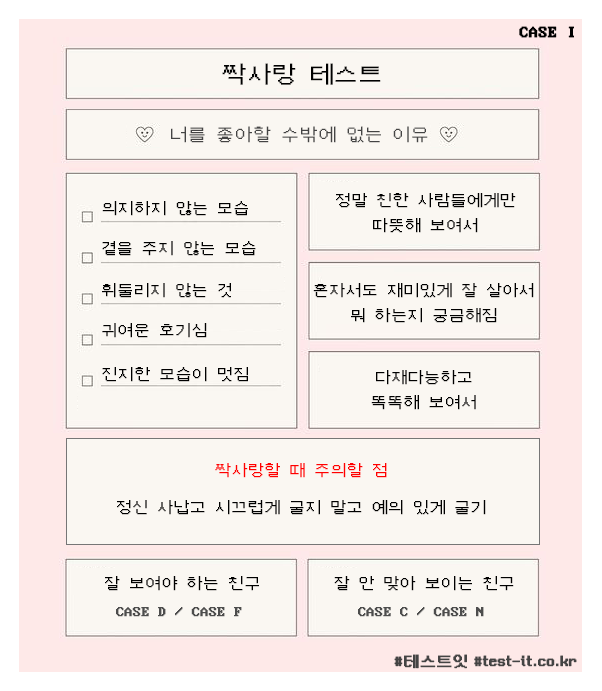 CASE I
짝사랑 테스트
너를 좋아할 수밖에 없는 이유
의지하지 않는 모습
곁을 주지 않는 모습
휘둘리지 않는 것
귀여운 호기심
진지한 모습이 멋짐
정말 친한 사람들에게만
따뜻해 보여서
혼자서도 재미있게 잘 살아서
뭐 하는지 궁금해짐
다재다능하고
똑똑해 보여서
짝사랑할 때 주의할 점
정신 사납고 시끄럽게 굴지 말고 예의 있게 굴기
잘 보여야 하는 친구
CASE D / CASE F
잘 안 맞아 보이는 친구
CASE C / CASE N
#테스트잇 #test-it.co.kr